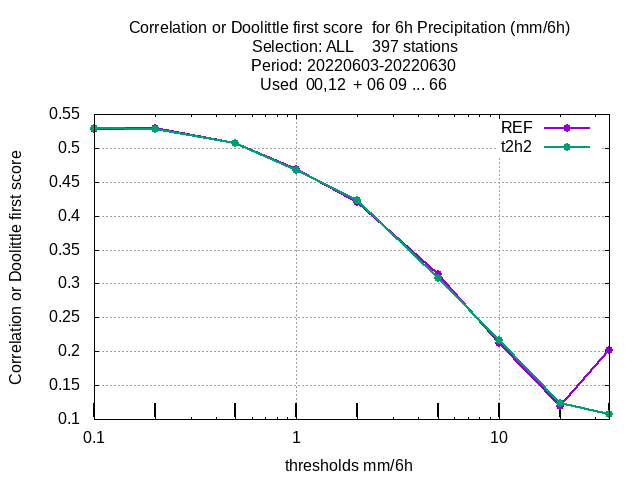 Correlation or Doolittle first score  for 6h Precipitation (mm/6h)
Selection: ALL    397 stations
Period: 20220603-20220630
Used  00,12  + 06 09 ... 66
REF
t2h2
Correlation or Doolittle first score
0.55
0.5
0.45
0.4
0.35
0.3
0.25
0.2
0.15
0.1
0.1 1 10
thresholds mm/6h